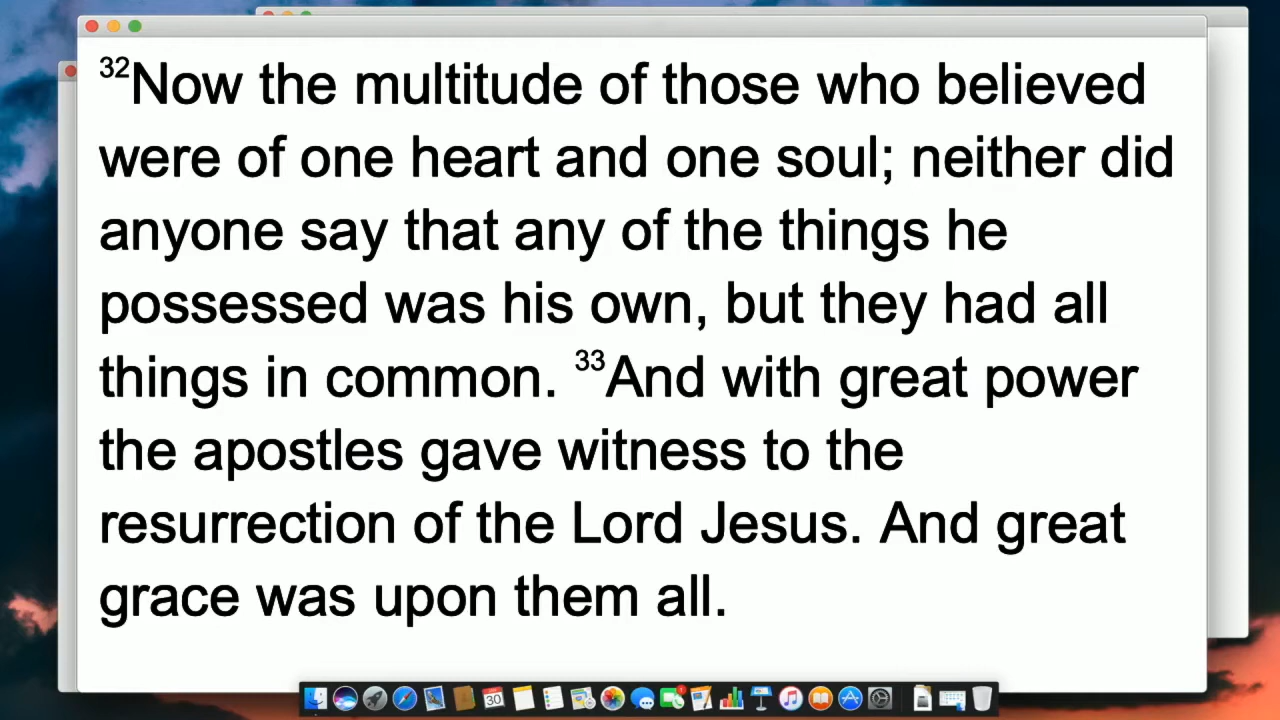 32Now the multitude of those who believed
were of one heart and one soul; neither did
anyone say that any of the things he
possessed was his own, but they had all
things in common. 33And with great power
the apostles gave witness to the
resurrection of the Lord Jesus. And great
grace was upon them all.
30